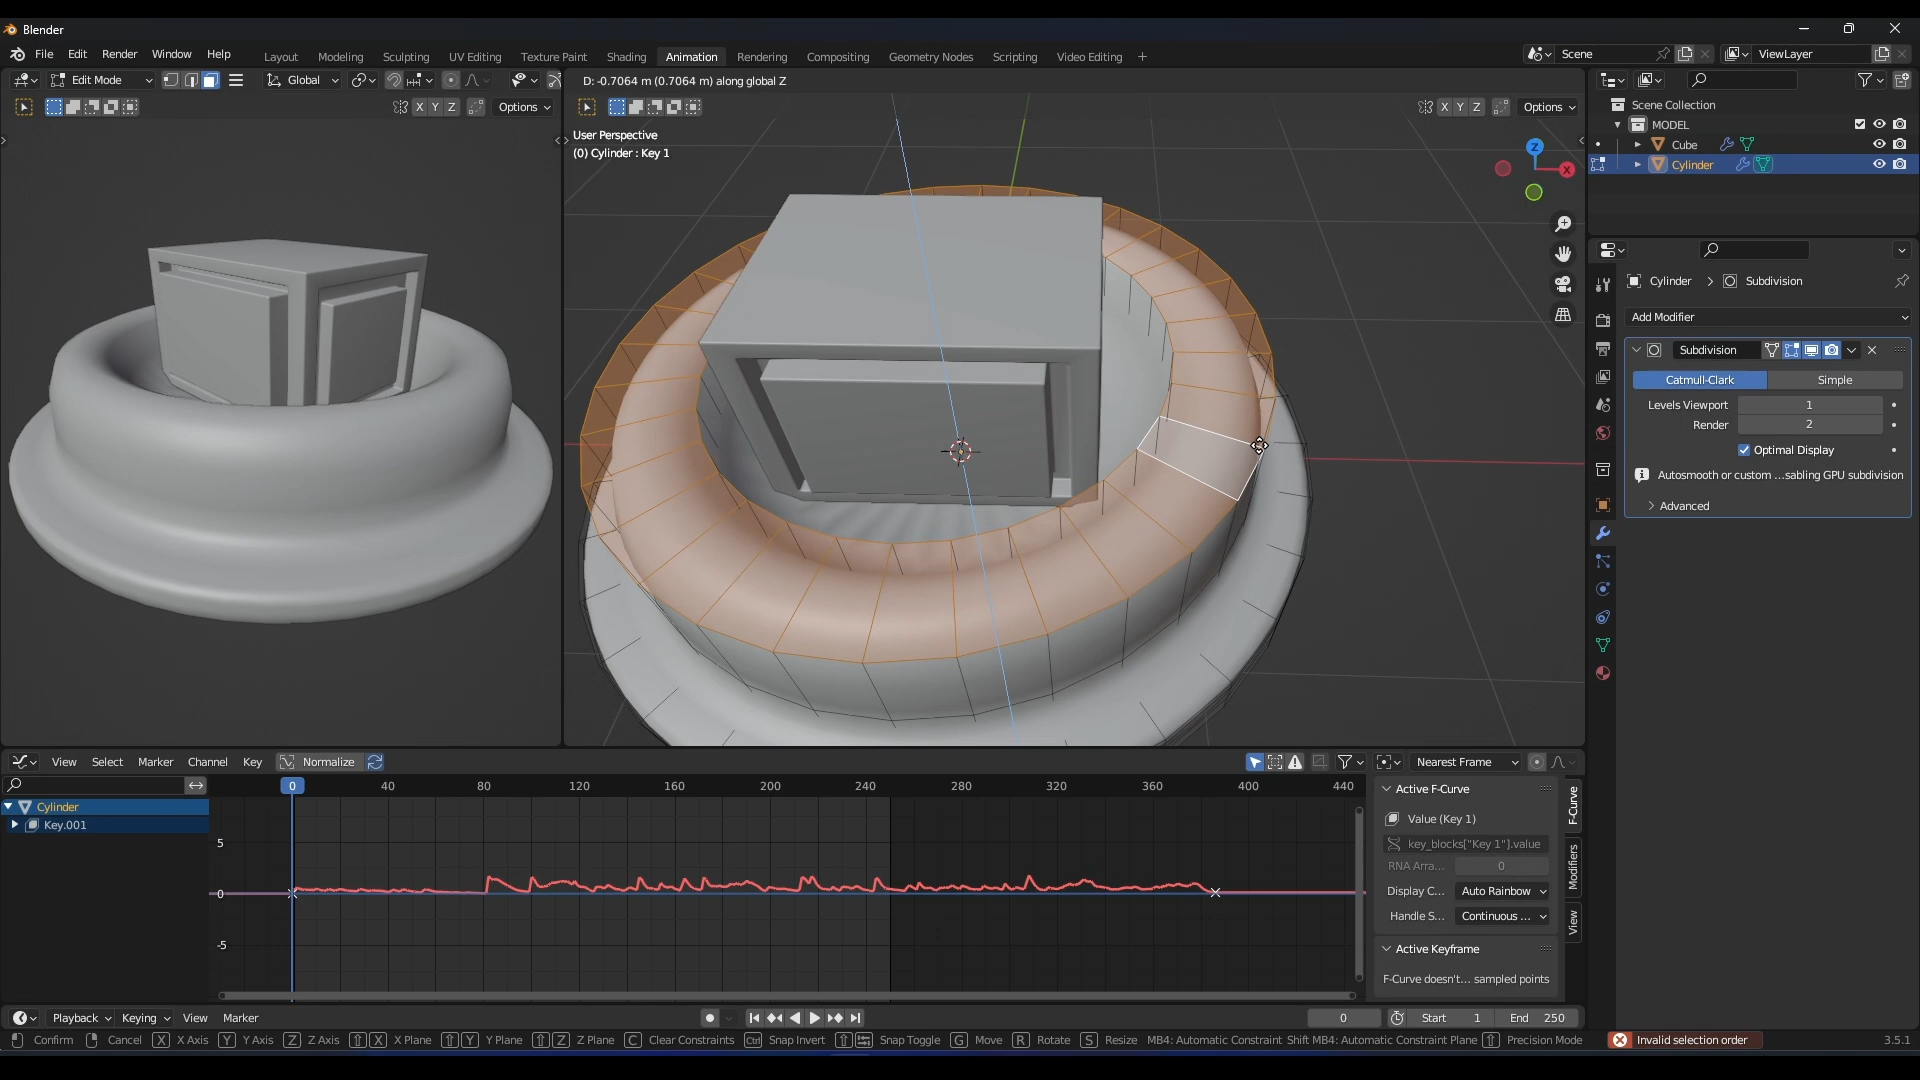 Blender
File Edit Render Window Help
Layout Modeling Sculpting UV Editing Texture Paint Shading Animation Rendering Compositing Geometry Nodes Scripting Video Editing +
Scene ViewLayer
Edit Mode Global
D: -0.7064 m (0.7064 m) along global Z
X Y Z Options
X Y Z Options
User Perspective
(0) Cylinder : Key 1
Z
X
Scene Collection
MODEL
Cube
Cylinder
Cylinder > Subdivision
Add Modifier
Subdivision
Catmull-Clark Simple
Levels Viewport 1
Render 2
Optimal Display
Autosmooth or custom ...sabling GPU subdivision
Advanced
View Select Marker Channel Key Normalize Nearest Frame
0 40 80 120 160 200 240 280 320 360 400 440
Cylinder
Key.001
5
0
-5
Active F-Curve
Value (Key 1)
key_blocks["Key 1"].value
RNA Arra... 0
Display C... Auto Rainbow
Handle S... Continuous ...
Active Keyframe
F-Curve doesn't... sampled points
F-Curve
Modifiers
View
Playback Keying View Marker 0 Start 1 End 250
Confirm Cancel X X Axis Y Y Axis Z Z Axis X X Plane Y Y Plane Z Z Plane C Clear Constraints Ctrl Snap Invert Snap Toggle G Move R Rotate S Resize MB4: Automatic Constraint Shift MB4: Automatic Constraint Plane Precision Mode Invalid selection order 3.5.1